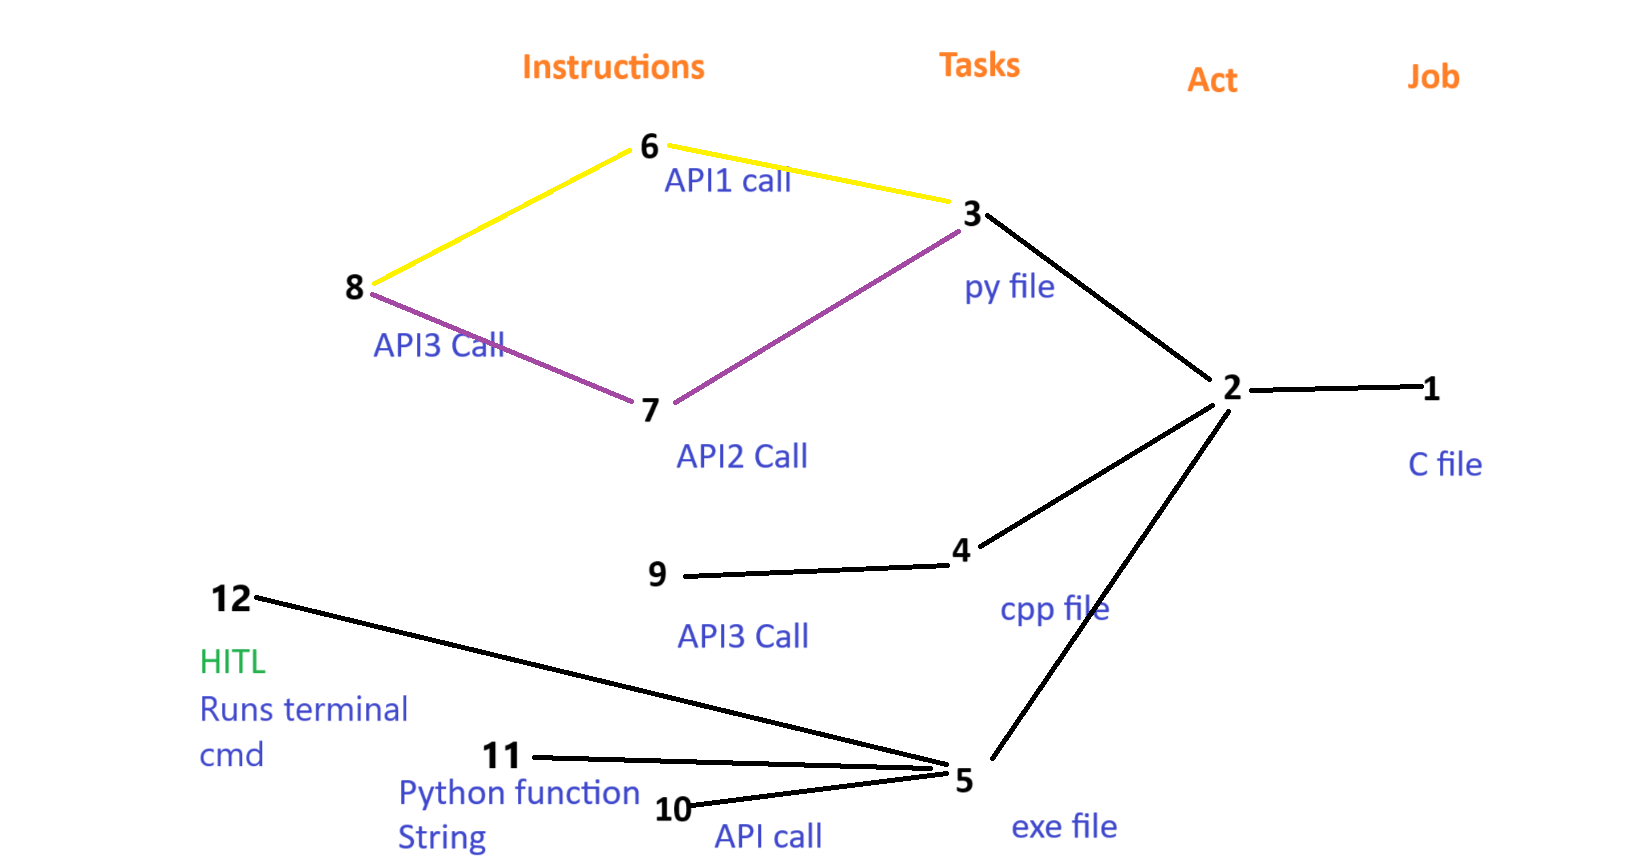 Instructions
Tasks
Act
Job
6
API1 call
3
py file
8
API3 Call
7
API2 Call
2
1
C file
4
cpp file
9
API3 Call
12
HITL
Runs terminal
cmd
11
Python function
String
10
API call
5
exe file